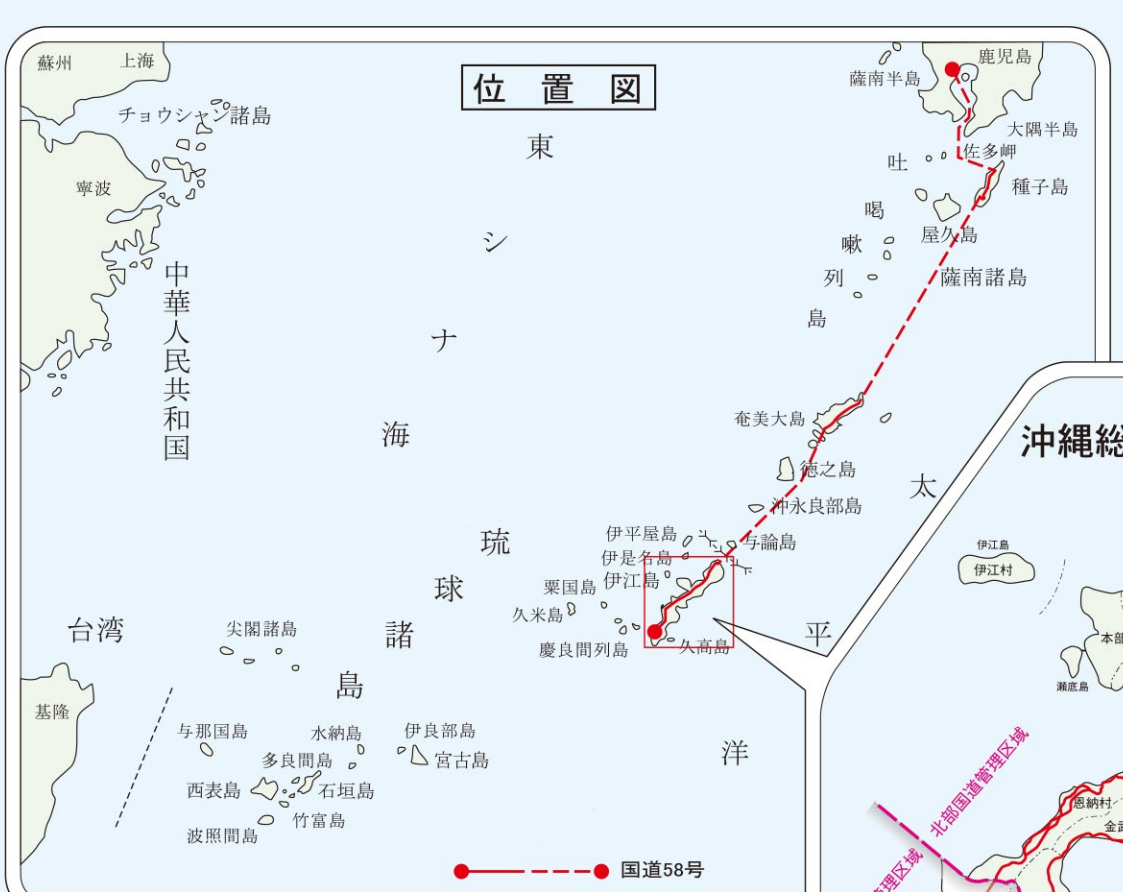 位置図
蘇州
上海
チョウシャン諸島
寧波
中華人民共和国
東シナ海
鹿児島
薩南半島
大隅半島
佐多岬
種子島
屋久島
吐噶嗽列島
薩南諸島
奄美大島
徳之島
沖永良部島
与論島
伊平屋島
伊是名島
伊江島
粟国島
久米島
慶良間列島
久高島
琉球諸島
太平洋
台湾
基隆
尖閣諸島
与那国島
水納島
多良間島
伊良部島
宮古島
西表島
石垣島
竹富島
波照間島
国道58号
沖縄総
伊江島
伊江村
本部
瀬底島
北部国道管理区域
理区域
恩納村
金武